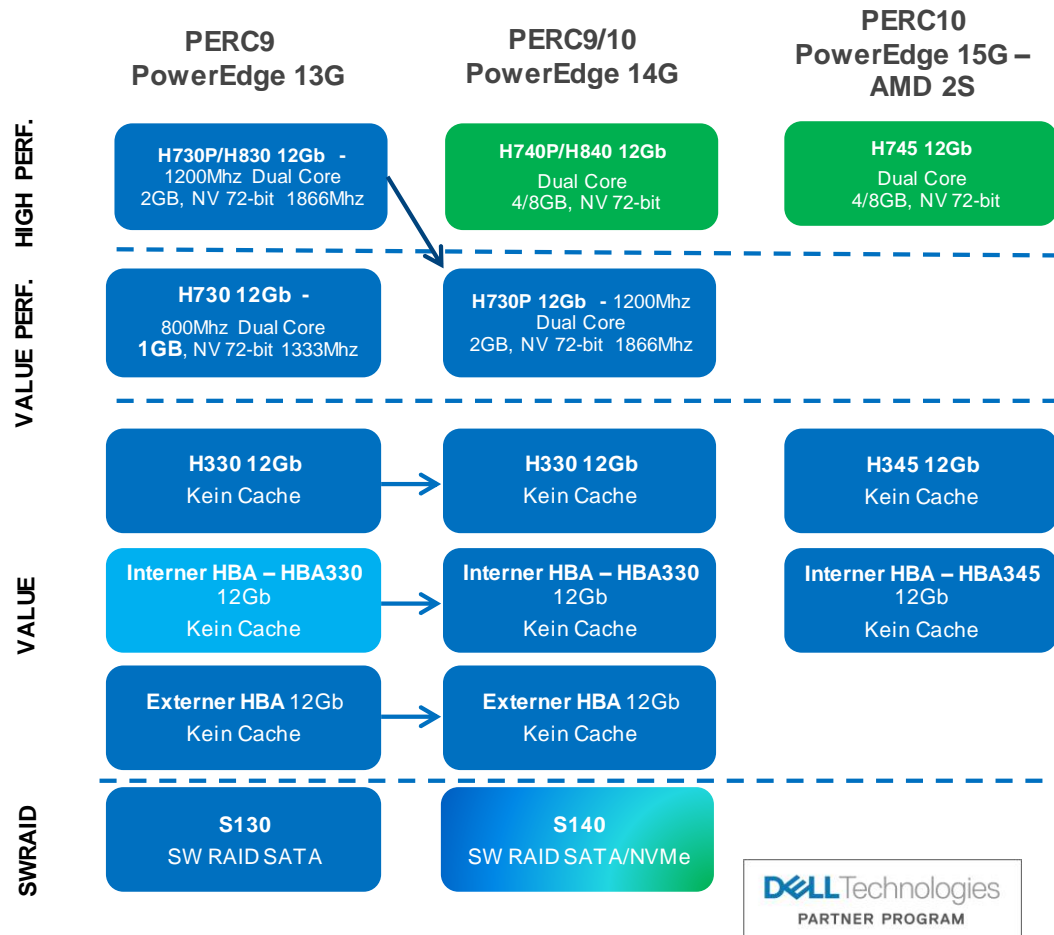 PERC9
PowerEdge 13G
PERC9/10
PowerEdge 14G
PERC10
PowerEdge 15G –
AMD 2S
HIGH PERF.
H730P/H830 12Gb -
1200Mhz Dual Core
2GB, NV 72-bit 1866Mhz
H740P/H840 12Gb
Dual Core
4/8GB, NV 72-bit
H745 12Gb
Dual Core
4/8GB, NV 72-bit
VALUE PERF.
H730 12Gb -
800Mhz Dual Core
1GB, NV 72-bit 1333Mhz
H730P 12Gb - 1200Mhz
Dual Core
2GB, NV 72-bit 1866Mhz
VALUE
H330 12Gb
Kein Cache
H330 12Gb
Kein Cache
H345 12Gb
Kein Cache
Interner HBA – HBA330
12Gb
Kein Cache
Interner HBA – HBA330
12Gb
Kein Cache
Interner HBA – HBA345
12Gb
Kein Cache
Externer HBA 12Gb
Kein Cache
Externer HBA 12Gb
Kein Cache
SWRAID
S130
SW RAID SATA
S140
SW RAID SATA/NVMe
DELL Technologies
PARTNER PROGRAM